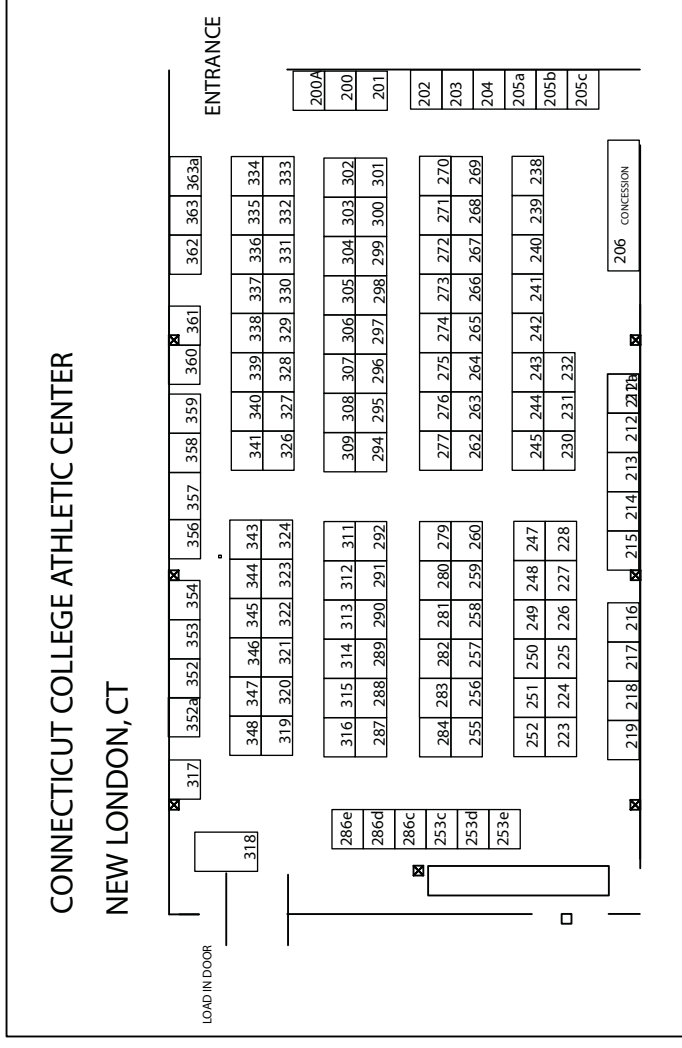 CONNECTICUT COLLEGE ATHLETIC CENTER
NEW LONDON, CT
317 352a 352 353 354 356 357 358 359 360 361 362 363 363a
LOAD IN DOOR
ENTRANCE
318
348 347 346 345 344 343 341 340 339 338 337 336 335 334
319 320 321 322 323 324 326 327 328 329 330 331 332 333
200A
200
201
202
203
204
205a
205b
205c
286e
286d
286c
253c
253d
253e
316 315 314 313 312 311 309 308 307 306 305 304 303 302
287 288 289 290 291 292 294 295 296 297 298 299 300 301
284 283 282 281 280 279 277 276 275 274 273 272 271 270
255 256 257 258 259 260 262 263 264 265 266 267 268 269
252 251 250 249 248 247 245 244 243 242 241 240 239 238
223 224 225 226 227 228 230 231 232
206 CONCESSION
219 218 217 216 215 214 213 212